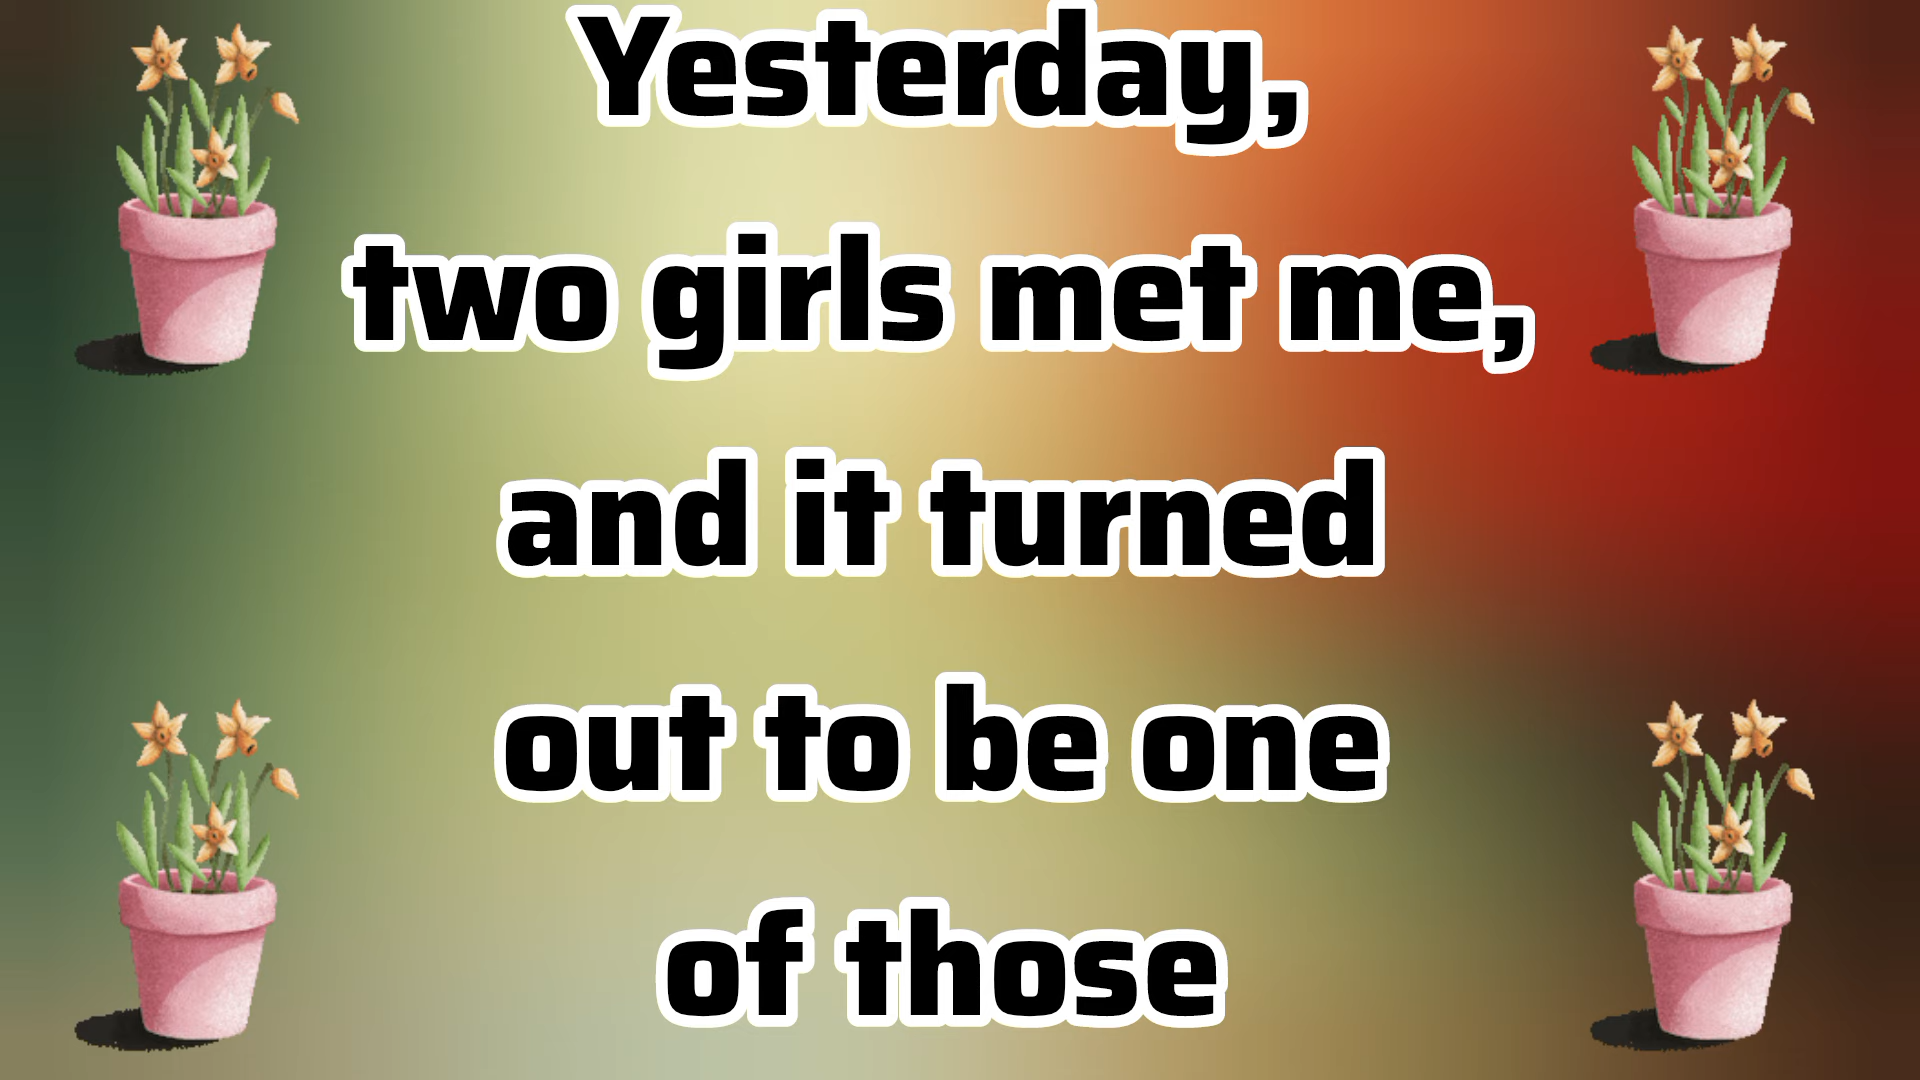 Yesterday,
two girls met me,
and it turned
out to be one
of those